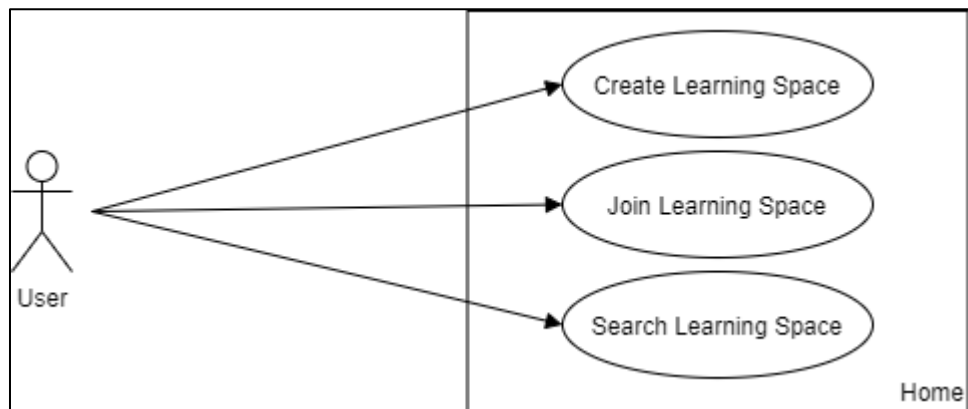 Create Learning Space
Join Learning Space
User
Search Learning Space
Home